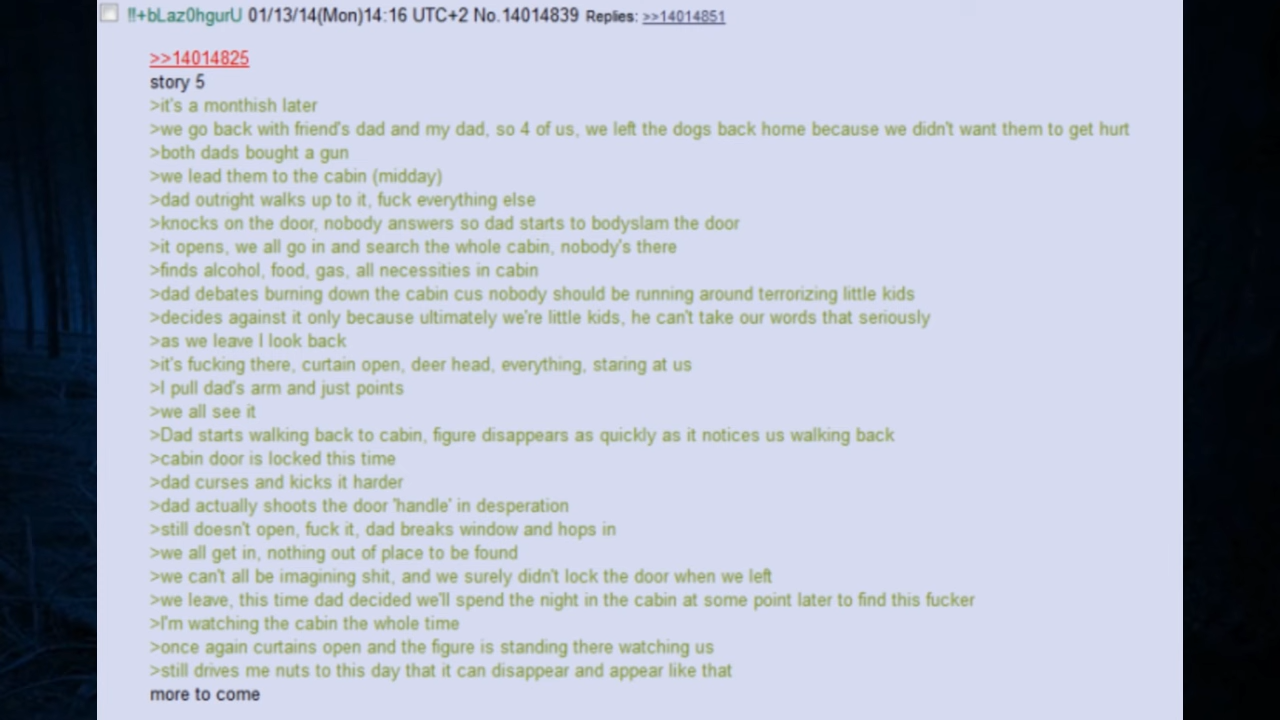 !!+bLaz0hgurU 01/13/14(Mon)14:16 UTC+2 No.14014839 Replies: >>14014851
>>14014825
story 5
>it's a monthish later
>we go back with friend's dad and my dad, so 4 of us, we left the dogs back home because we didn't want them to get hurt
>both dads bought a gun
>we lead them to the cabin (midday)
>dad outright walks up to it, fuck everything else
>knocks on the door, nobody answers so dad starts to bodyslam the door
>it opens, we all go in and search the whole cabin, nobody's there
>finds alcohol, food, gas, all necessities in cabin
>dad debates burning down the cabin cus nobody should be running around terrorizing little kids
>decides against it only because ultimately we're little kids, he can't take our words that seriously
>as we leave I look back
>it's fucking there, curtain open, deer head, everything, staring at us
>I pull dad's arm and just points
>we all see it
>Dad starts walking back to cabin, figure disappears as quickly as it notices us walking back
>cabin door is locked this time
>dad curses and kicks it harder
>dad actually shoots the door 'handle' in desperation
>still doesn't open, fuck it, dad breaks window and hops in
>we all get in, nothing out of place to be found
>we can't all be imagining shit, and we surely didn't lock the door when we left
>we leave, this time dad decided we'll spend the night in the cabin at some point later to find this fucker
>I'm watching the cabin the whole time
>once again curtains open and the figure is standing there watching us
>still drives me nuts to this day that it can disappear and appear like that
more to come